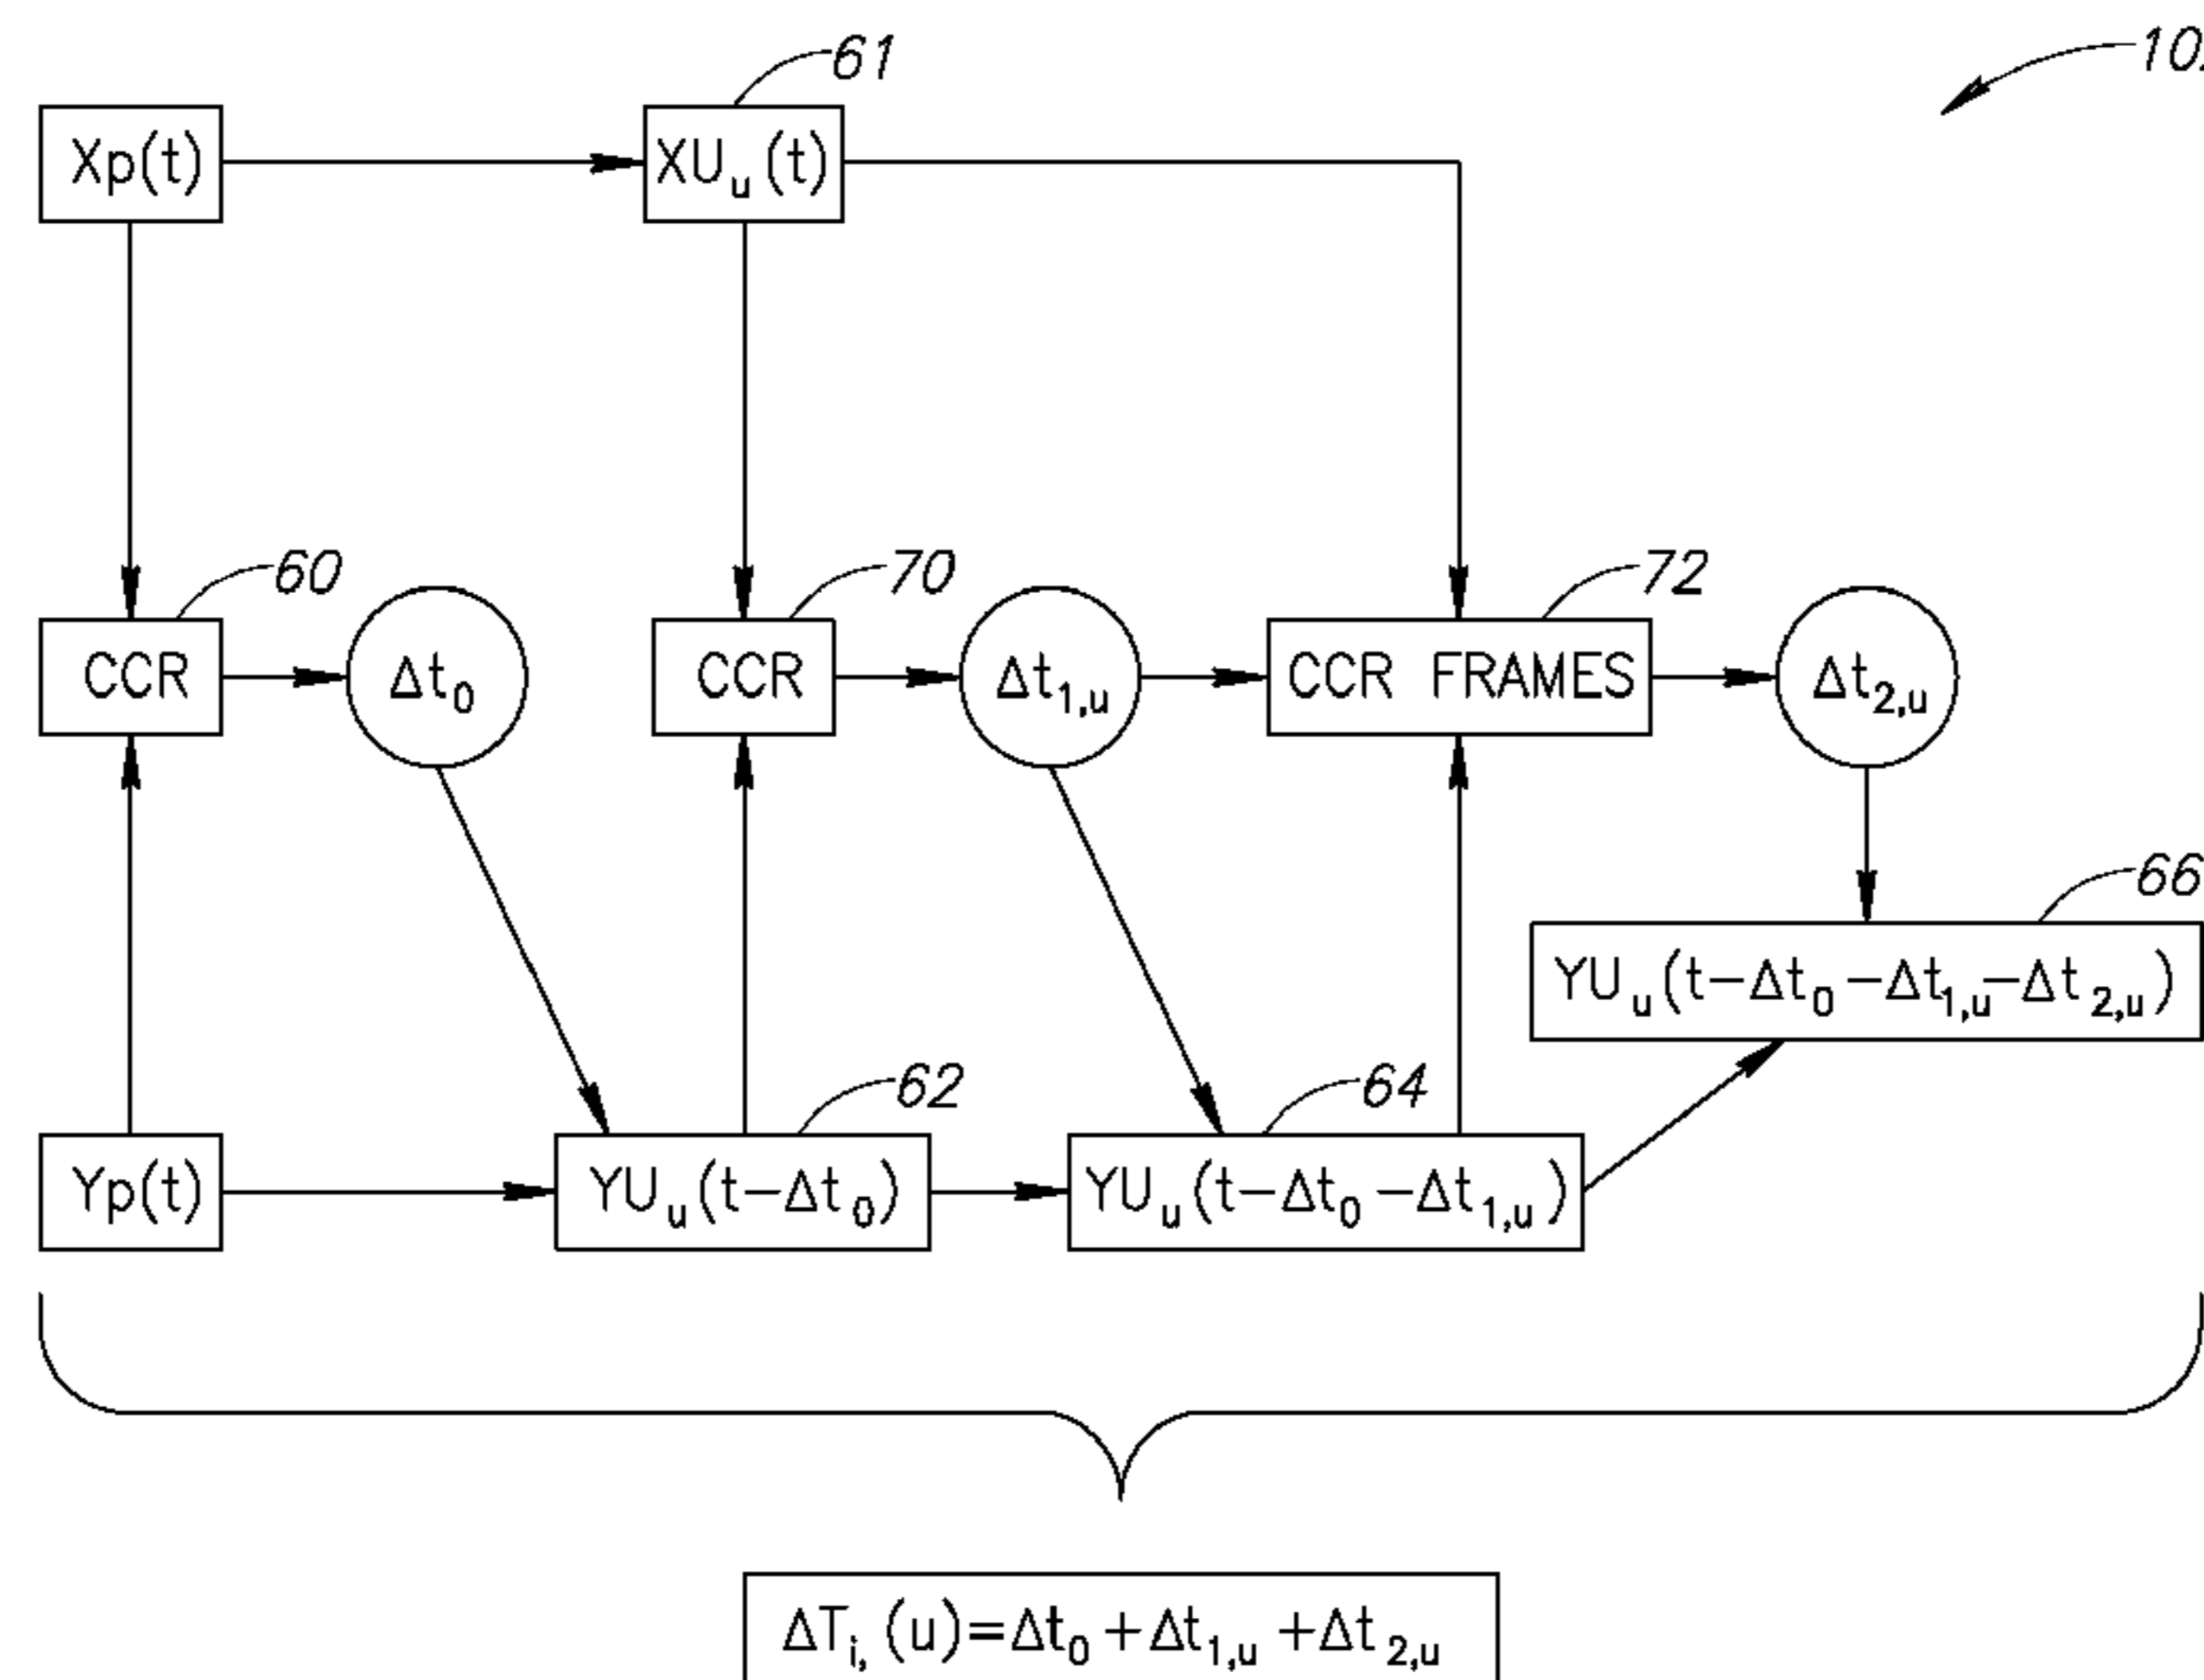 61
10
Xp(t)
XUᵤ(t)
60
70
72
CCR
Δt₀
CCR
Δt₁,ᵤ
CCR FRAMES
Δt₂,ᵤ
66
YUᵤ(t-Δt₀-Δt₁,ᵤ-Δt₂,ᵤ)
62
64
Yp(t)
YUᵤ(t-Δt₀)
YUᵤ(t-Δt₀-Δt₁,ᵤ)
ΔTᵢ,(u)=Δt₀+Δt₁,ᵤ+Δt₂,ᵤ